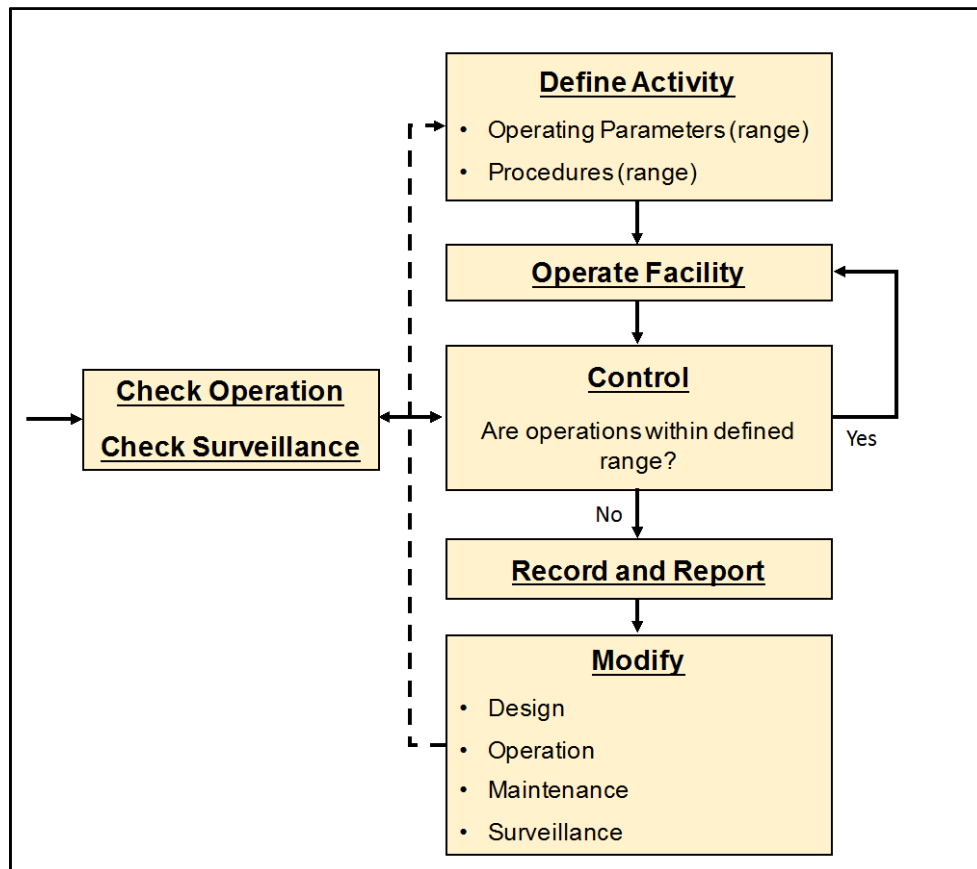 Define Activity
• Operating Parameters (range)
• Procedures (range)
Operate Facility
Check Operation
Check Surveillance
Control
Are operations within defined
range?
Yes
No
Record and Report
Modify
• Design
• Operation
• Maintenance
• Surveillance